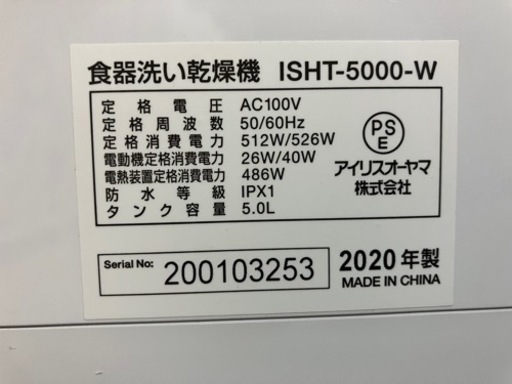 食器洗い乾燥機 ISHT-5000-W
定格電圧 AC100V
定格周波数 50/60Hz
定格消費電力 512W/526W
電動機定格消費電力 26W/40W
電熱装置定格消費電力 486W
防水等級 IPX1
タンク容量 5.0L
PS
E
アイリスオーヤマ
株式会社
Serial No: 200103253
2020年製
MADE IN CHINA